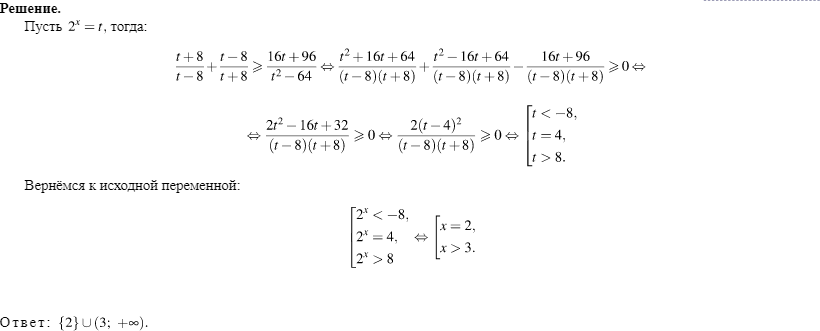 Решение.
Пусть 2^x = t, тогда:
(t+8)/(t−8) + (t−8)/(t+8) ⩾ (16t+96)/(t²−64) ⇔ (t²+16t+64)/((t−8)(t+8)) + (t²−16t+64)/((t−8)(t+8)) − (16t+96)/((t−8)(t+8)) ⩾ 0 ⇔
⇔ (2t²−16t+32)/((t−8)(t+8)) ⩾ 0 ⇔ 2(t−4)²/((t−8)(t+8)) ⩾ 0 ⇔ [ t < −8, t = 4, t > 8.
Вернёмся к исходной переменной:
[ 2^x < −8, 2^x = 4, 2^x > 8 ⇔ [ x = 2, x > 3.
Ответ: {2} ∪ (3; +∞).